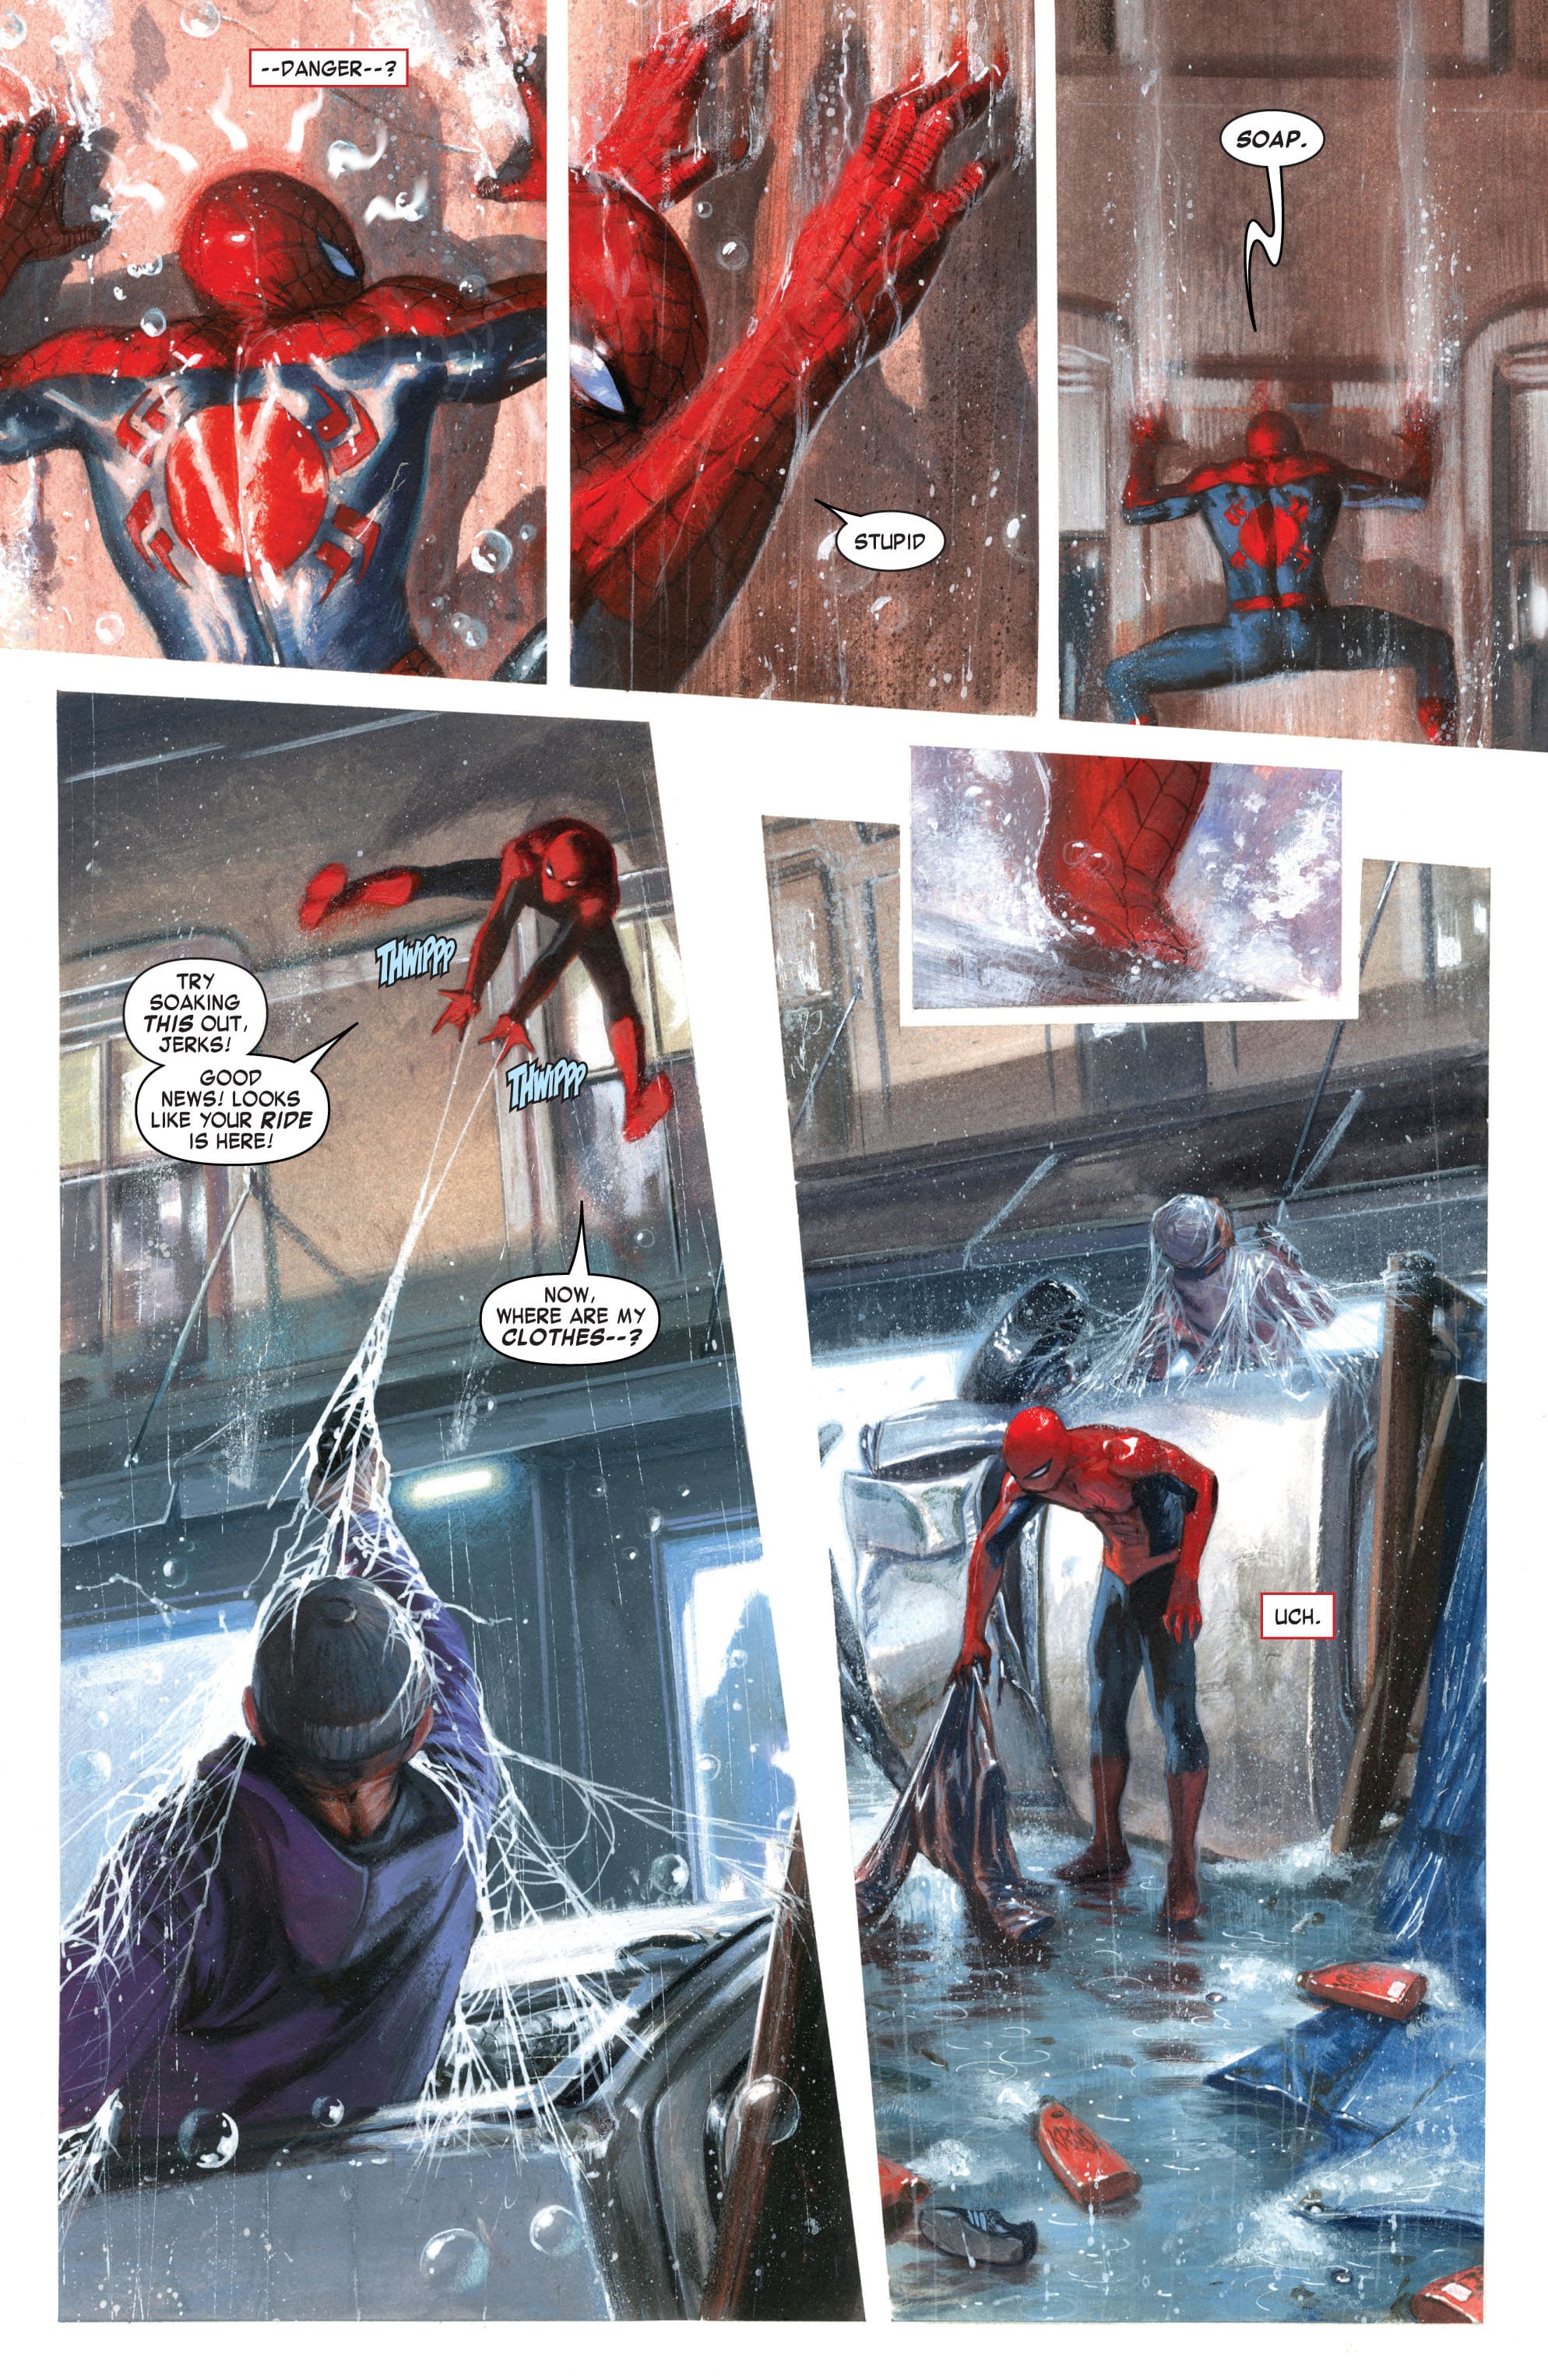 --DANGER--?
STUPID
SOAP.
TRY
SOAKING
THIS OUT,
JERKS!
GOOD
NEWS! LOOKS
LIKE YOUR RIDE
IS HERE!
THWIPPP
THWIPPP
NOW,
WHERE ARE MY
CLOTHES--?
UCH.